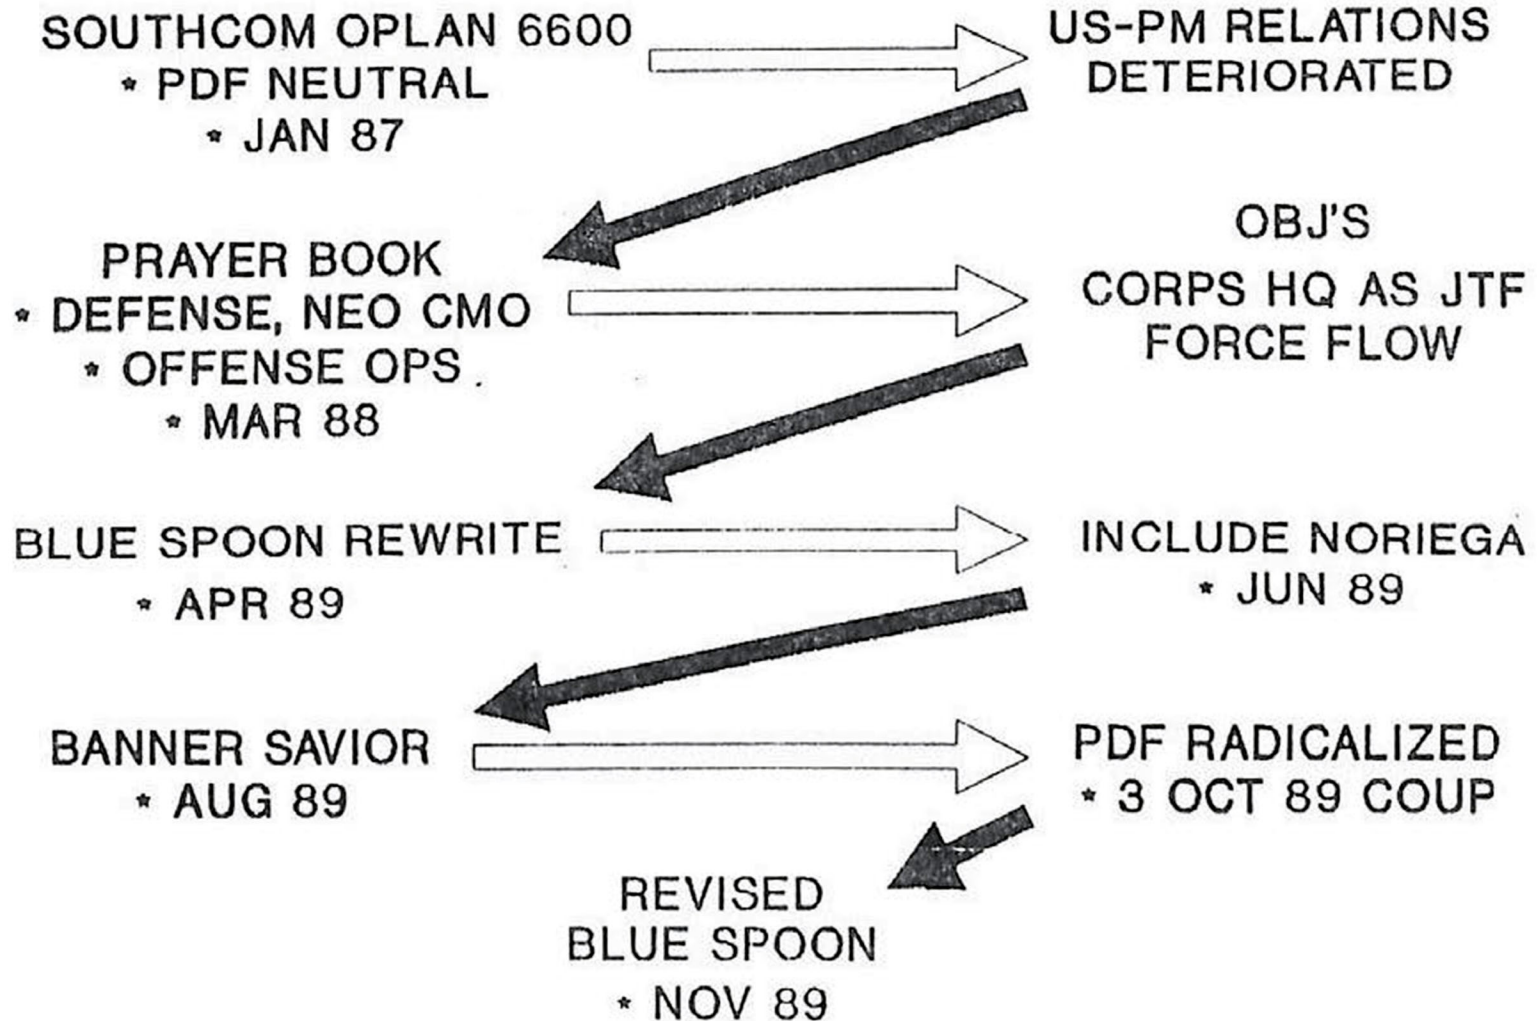 SOUTHCOM OPLAN 6600
* PDF NEUTRAL
* JAN 87
US-PM RELATIONS
DETERIORATED
PRAYER BOOK
* DEFENSE, NEO CMO
* OFFENSE OPS
* MAR 88
OBJ'S
CORPS HQ AS JTF
FORCE FLOW
BLUE SPOON REWRITE
* APR 89
INCLUDE NORIEGA
* JUN 89
BANNER SAVIOR
* AUG 89
PDF RADICALIZED
* 3 OCT 89 COUP
REVISED
BLUE SPOON
* NOV 89